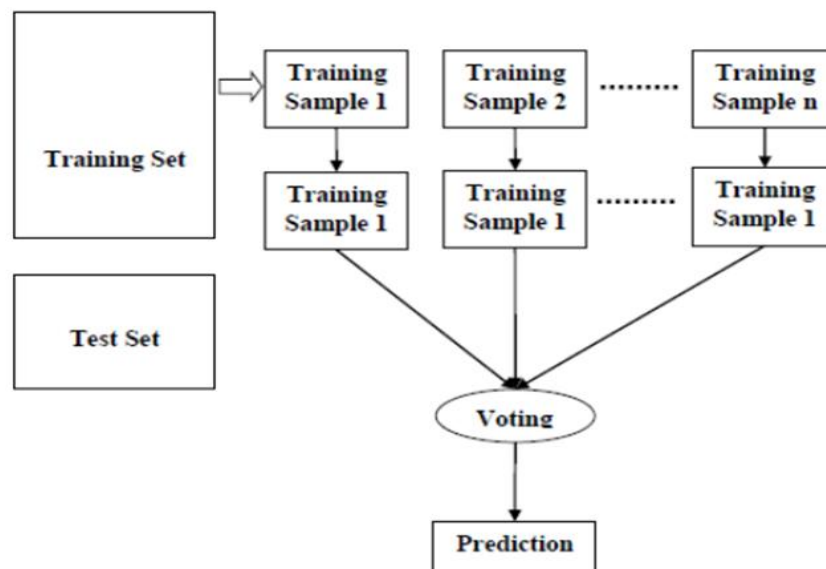 Training
Sample 1
Training
Sample 2
Training
Sample n
Training Set
Training
Sample 1
Training
Sample 1
Training
Sample 1
Test Set
Voting
Prediction